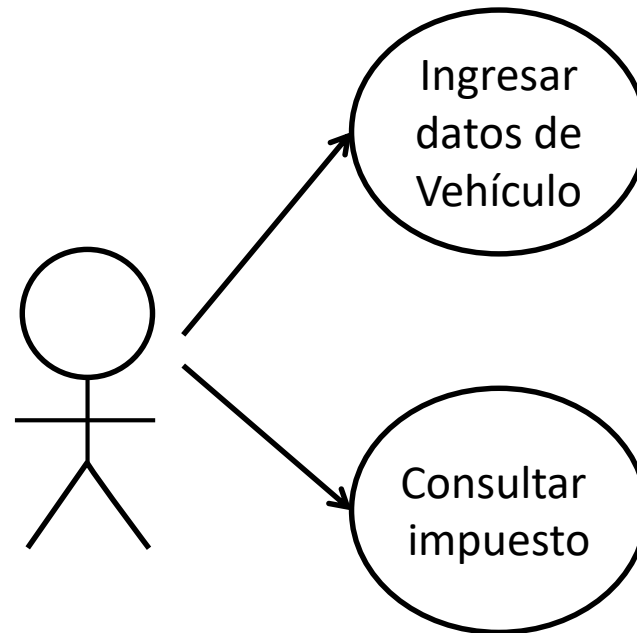 Ingresar
datos de
Vehículo
Consultar
impuesto